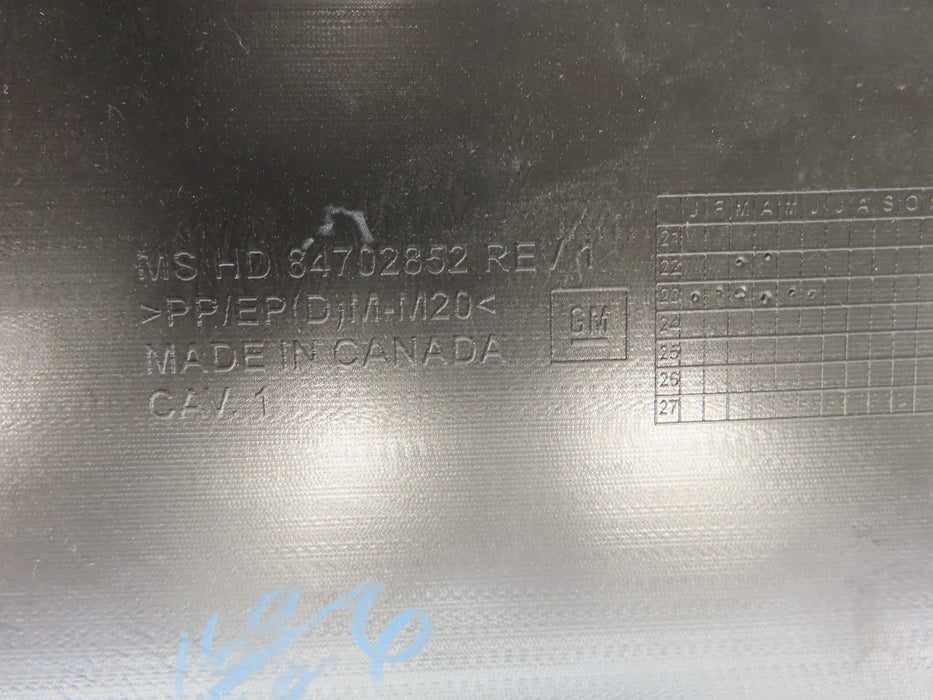 MS HD 84702852 REV 1
>PP/EP(D)M-M20<
MADE IN CANADA
CAV. 1
GM
J F M A M J J A S O
21
22
23
24
25
26
27